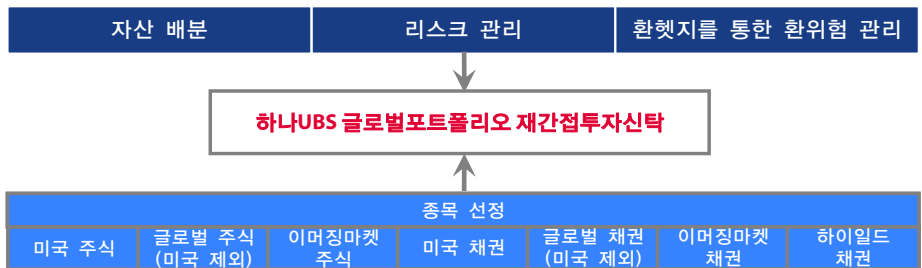 자산 배분
리스크 관리
환헷지를 통한 환위험 관리
하나UBS 글로벌포트폴리오 재간접투자신탁
종목 선정
미국 주식
글로벌 주식
(미국 제외)
이머징마켓
주식
미국 채권
글로벌 채권
(미국 제외)
이머징마켓
채권
하이일드
채권